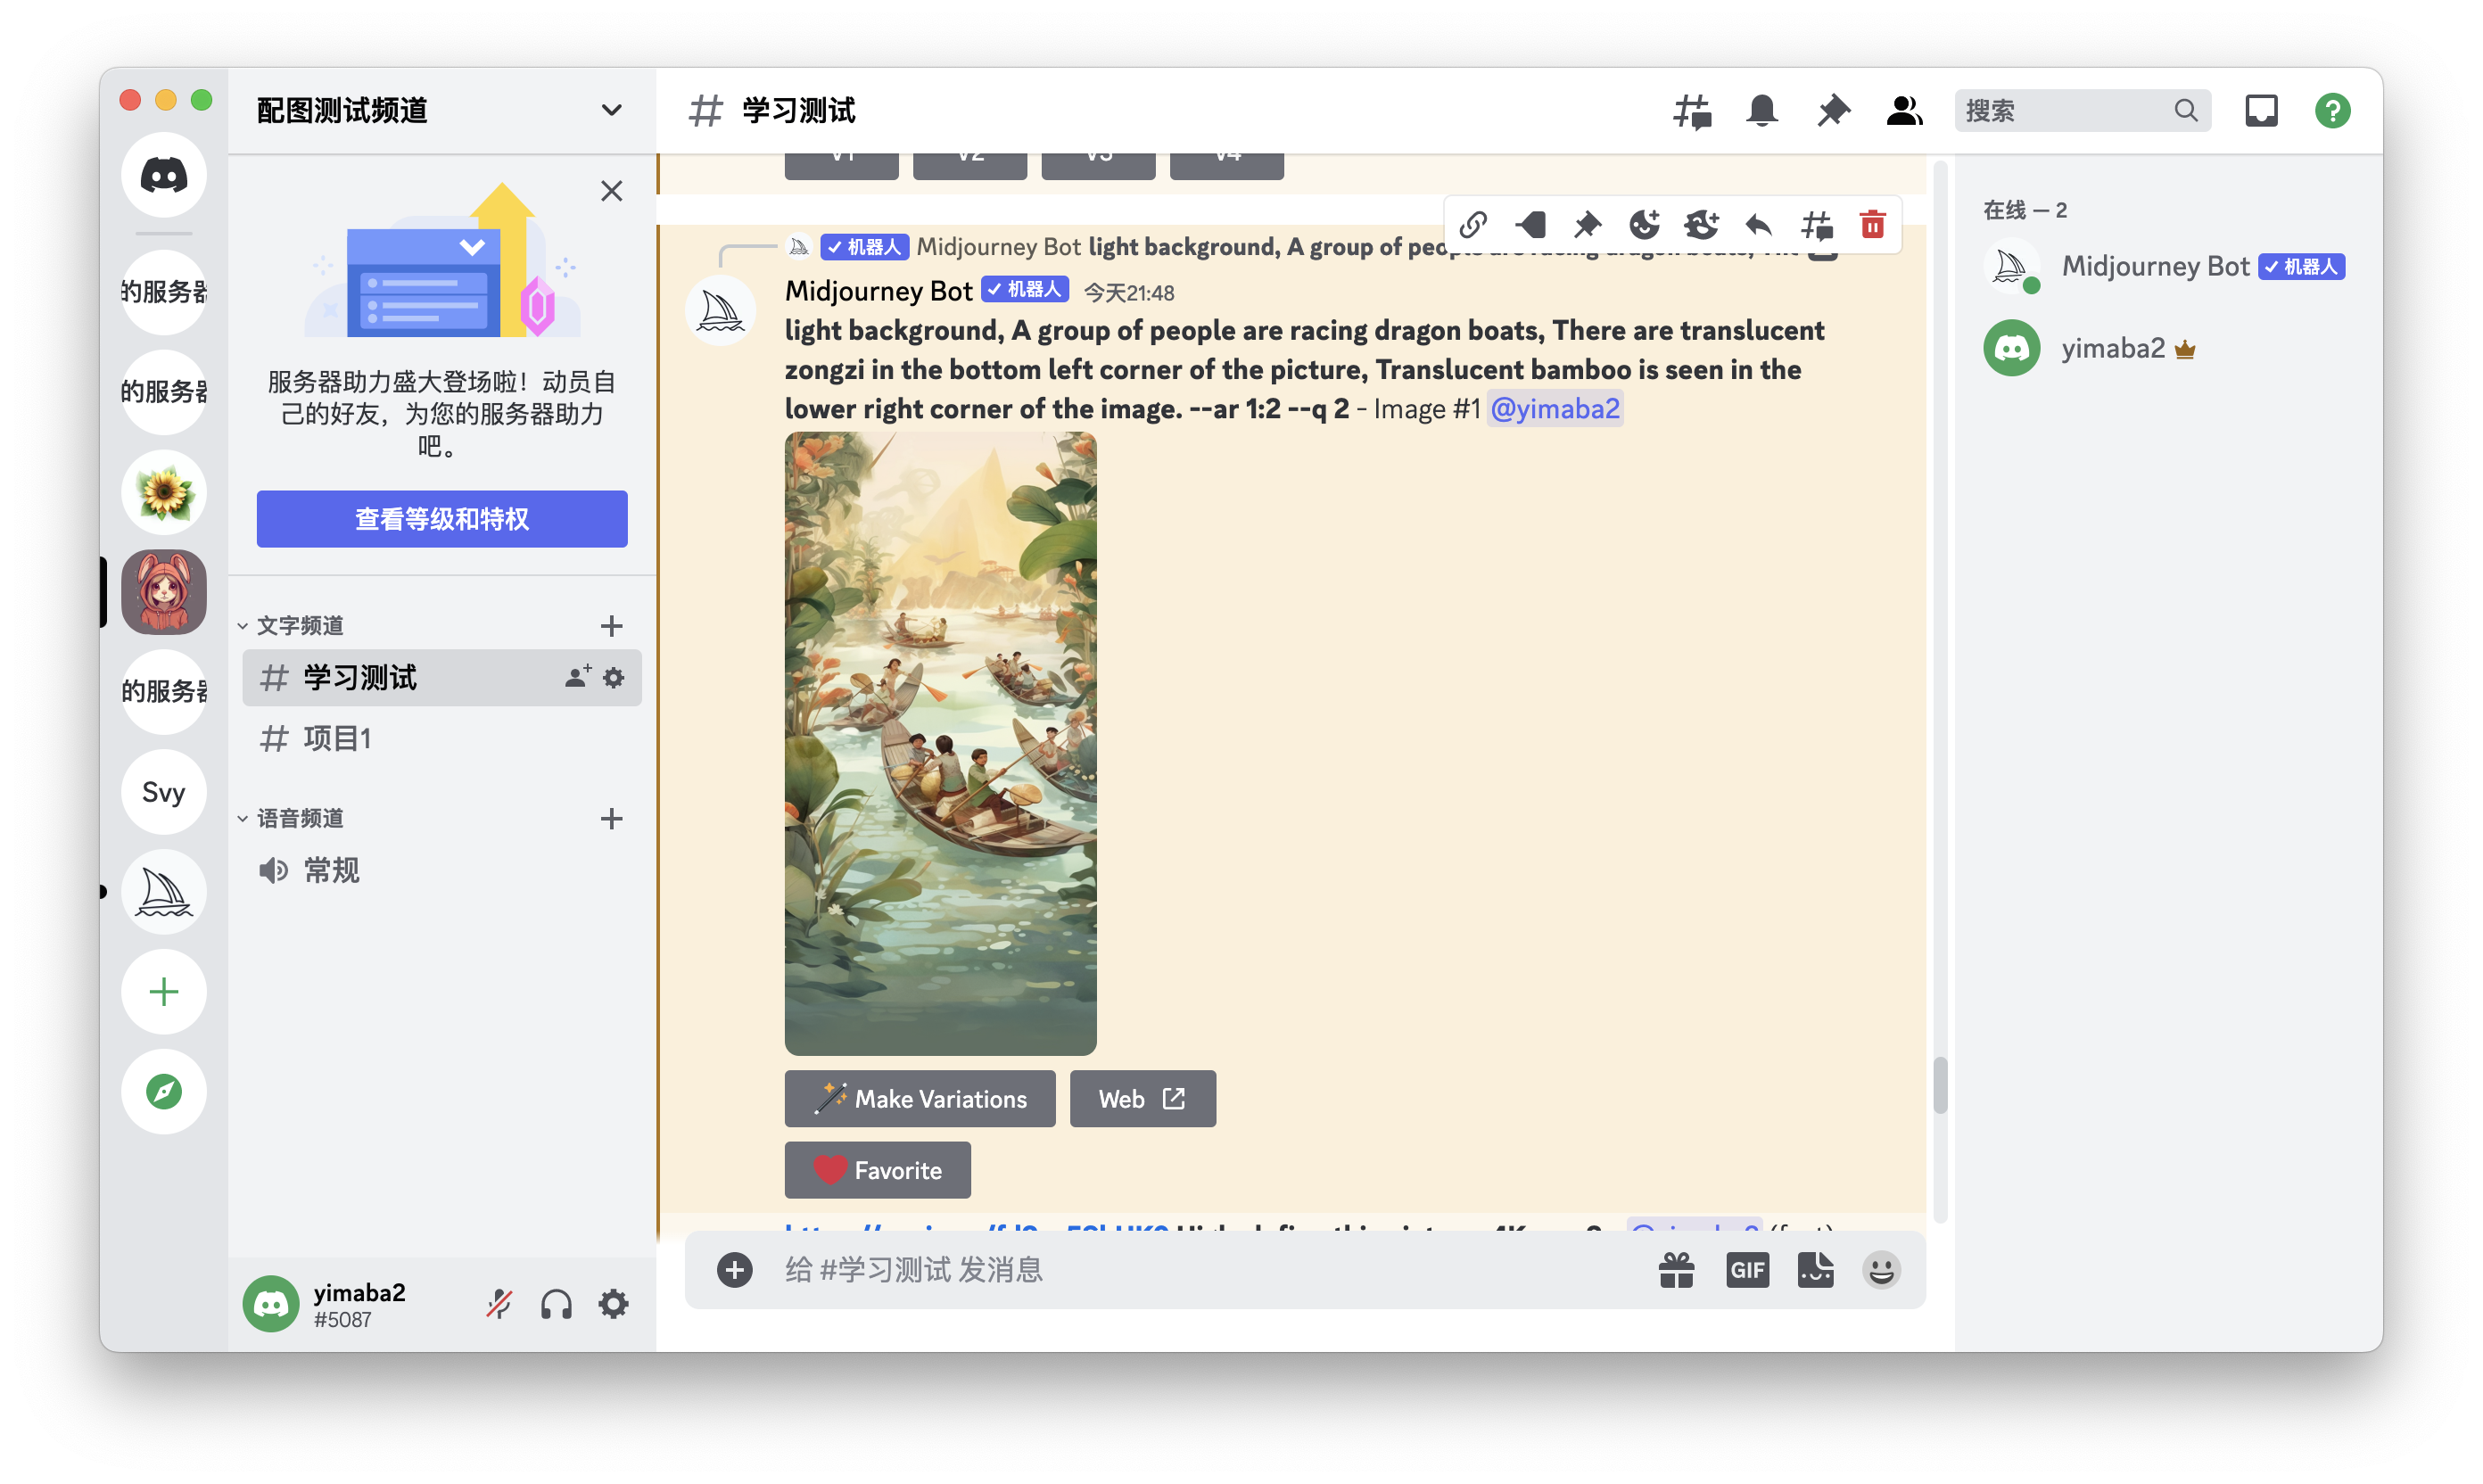 配图测试频道
# 学习测试
搜索
的服务器
的服务器
的服务器
Svy
服务器助力盛大登场啦！动员自
己的好友，为您的服务器助力
吧。
查看等级和特权
文字频道
# 学习测试
# 项目1
语音频道
常规
yimaba2
#5087
V1 V2 V3 V4
机器人 Midjourney Bot light background, A group of people are racing dragon boats,
Midjourney Bot 机器人 今天21:48
light background, A group of people are racing dragon boats, There are translucent
zongzi in the bottom left corner of the picture, Translucent bamboo is seen in the
lower right corner of the image. --ar 1:2 --q 2 - Image #1 @yimaba2
Make Variations
Web
Favorite
给 #学习测试 发消息
GIF
在线 — 2
Midjourney Bot 机器人
yimaba2